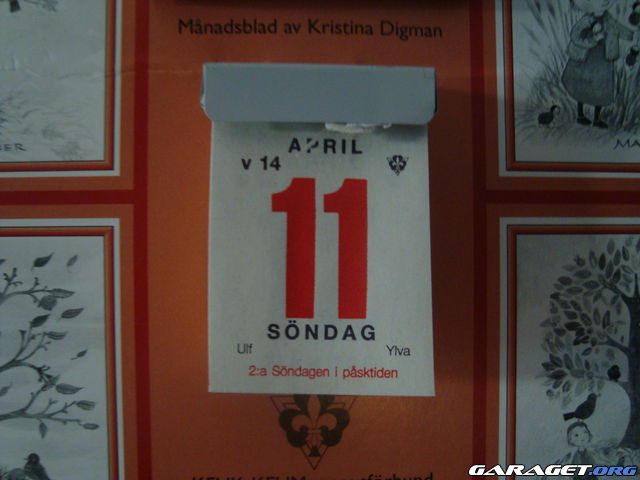 Månadsblad av Kristina Digman
APRIL
v 14
11
SÖNDAG
Ulf Ylva
2:a Söndagen i påsktiden
GARAGET.ORG